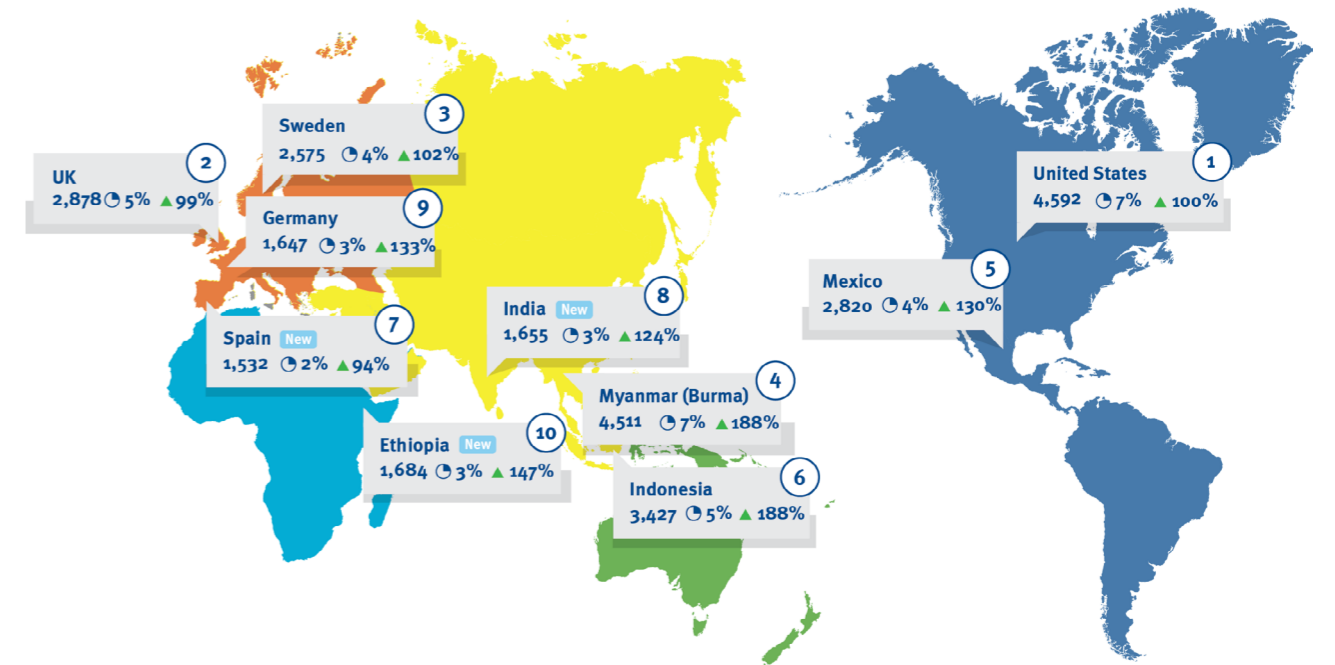 3
Sweden
2,575 4% ▲102%
2
UK
2,878 5% ▲99%
9
Germany
1,647 3% ▲133%
1
United States
4,592 7% ▲100%
5
Mexico
2,820 4% ▲130%
7
Spain New
1,532 2% ▲94%
8
India New
1,655 3% ▲124%
4
Myanmar (Burma)
4,511 7% ▲188%
10
Ethiopia New
1,684 3% ▲147%
6
Indonesia
3,427 5% ▲188%